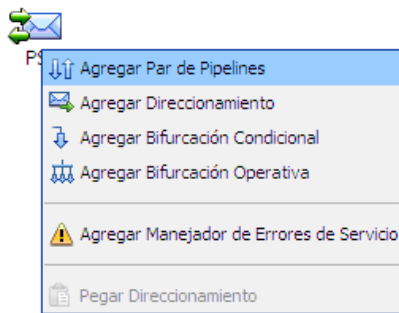 Agregar Par de Pipelines
Agregar Direccionamiento
Agregar Bifurcación Condicional
Agregar Bifurcación Operativa
Agregar Manejador de Errores de Servicio
Pegar Direccionamiento